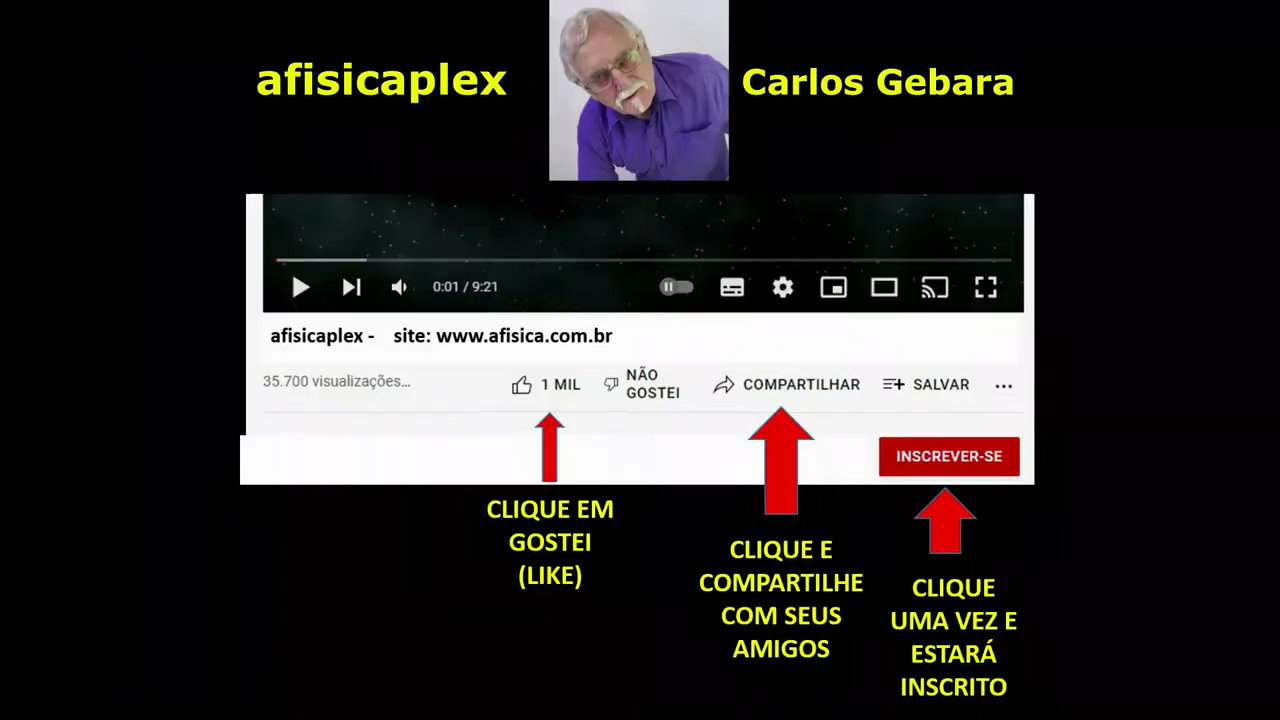 afisicaplex
Carlos Gebara
0:01 / 9:21
afisicaplex - site: www.afisica.com.br
35.700 visualizações...
1 MIL
NÃO
GOSTEI
COMPARTILHAR
SALVAR
...
INSCREVER-SE
CLIQUE EM
GOSTEI
(LIKE)
CLIQUE E
COMPARTILHE
COM SEUS
AMIGOS
CLIQUE
UMA VEZ E
ESTARÁ
INSCRITO